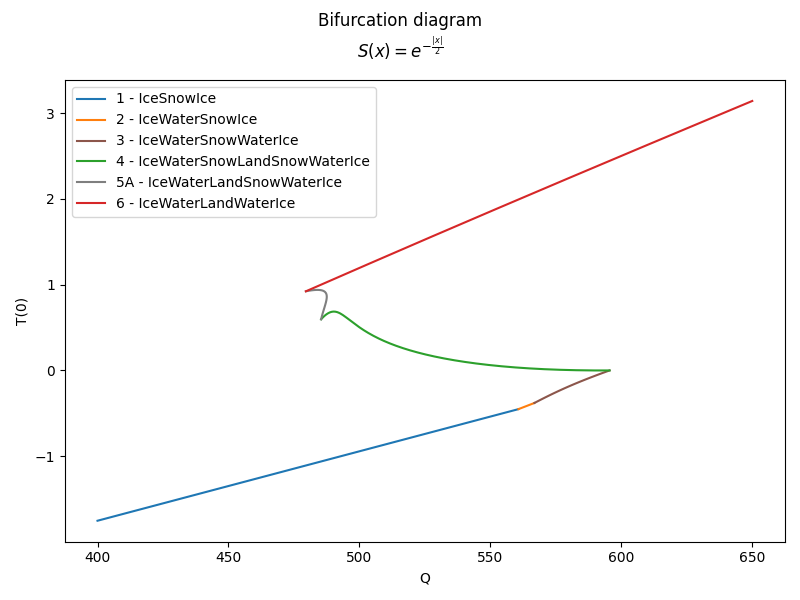 Bifurcation diagram
S(x) = e^{-\frac{|x|}{2}}
1 - IceSnowIce
2 - IceWaterSnowIce
3 - IceWaterSnowWaterIce
4 - IceWaterSnowLandSnowWaterIce
5A - IceWaterLandSnowWaterIce
6 - IceWaterLandWaterIce
3
2
1
0
−1
T(0)
400 450 500 550 600 650
Q